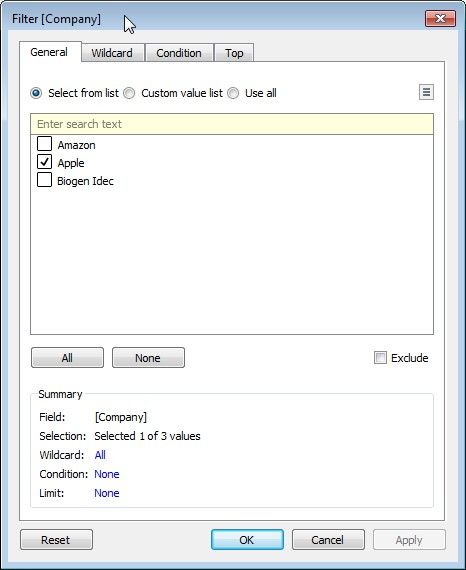 Filter [Company]
General Wildcard Condition Top
Select from list Custom value list Use all
Enter search text
Amazon
Apple
Biogen Idec
All None Exclude
Summary
Field: [Company]
Selection: Selected 1 of 3 values
Wildcard: All
Condition: None
Limit: None
Reset OK Cancel Apply